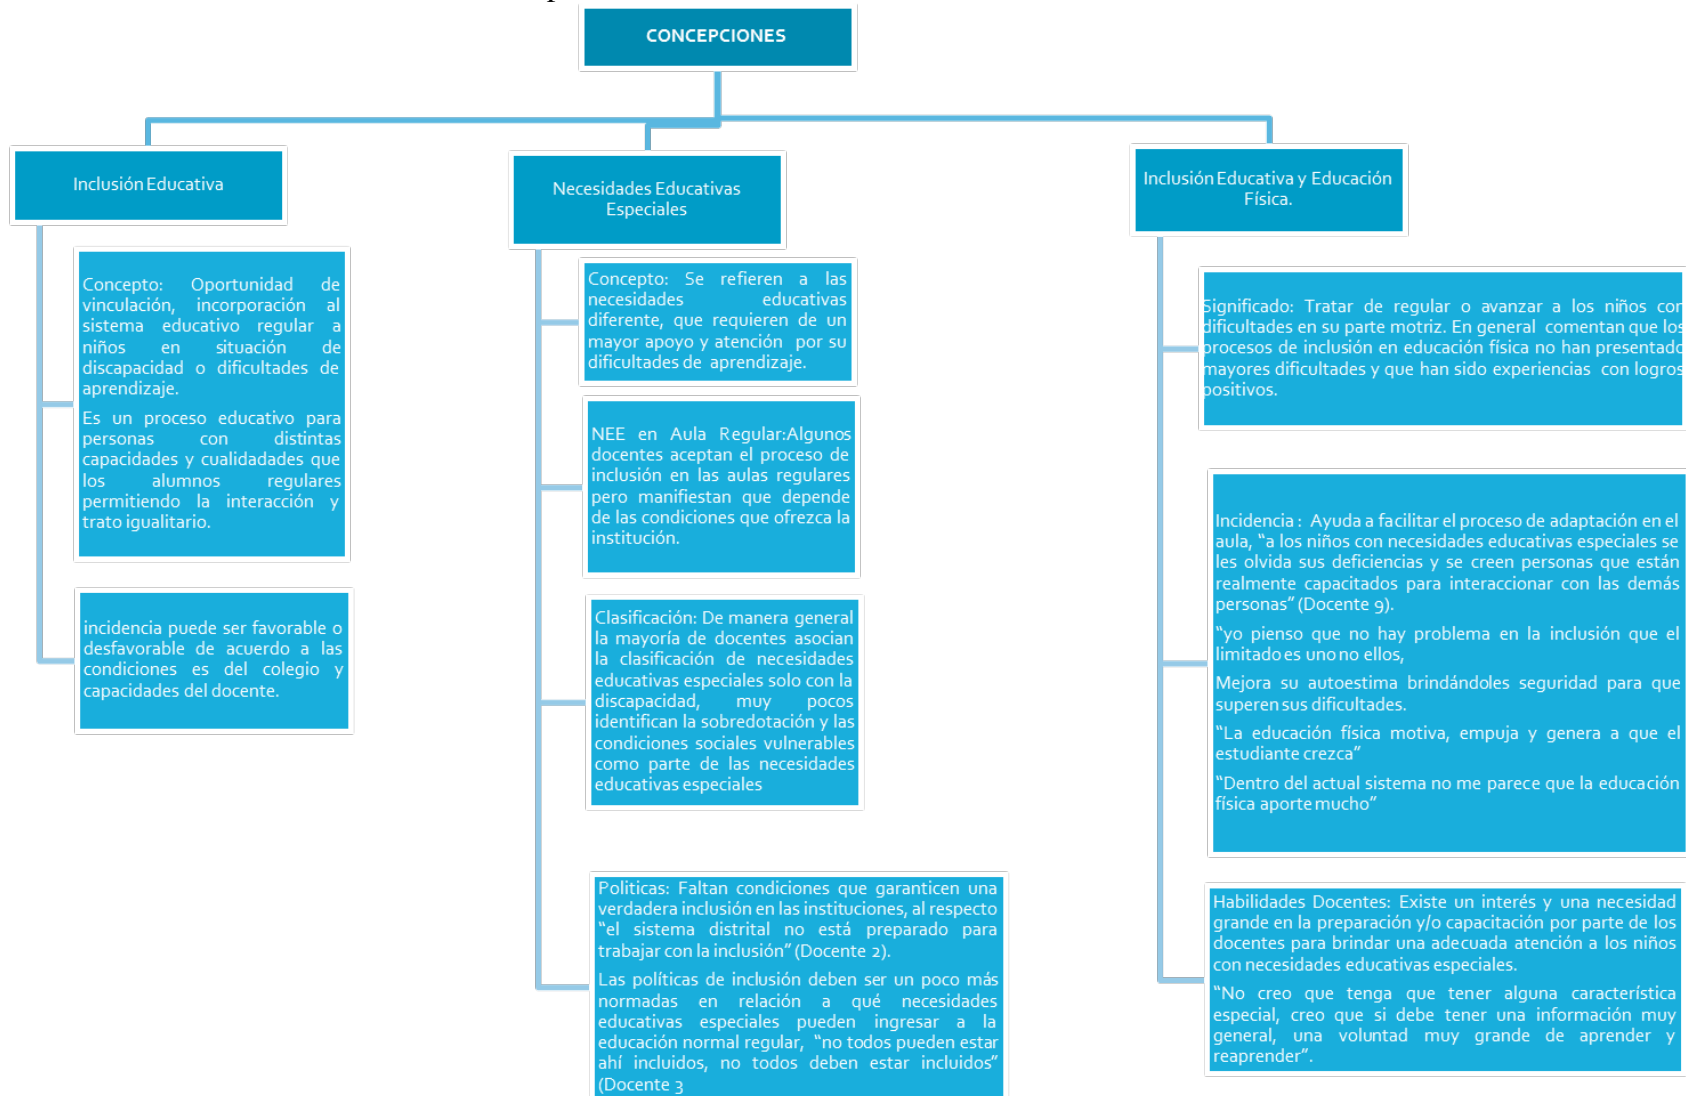 CONCEPCIONES
Inclusión Educativa
Concepto: Oportunidad de
vinculación, incorporación al
sistema educativo regular a
niños en situación de
discapacidad o dificultades de
aprendizaje.
Es un proceso educativo para
personas con distintas
capacidades y cualidadades que
los alumnos regulares
permitiendo la interacción y
trato igualitario.
incidencia puede ser favorable o
desfavorable de acuerdo a las
condiciones es del colegio y
capacidades del docente.
Necesidades Educativas
Especiales
Concepto: Se refieren a las
necesidades educativas
diferente, que requieren de un
mayor apoyo y atención por su
dificultades de aprendizaje.
NEE en Aula Regular:Algunos
docentes aceptan el proceso de
inclusión en las aulas regulares
pero manifiestan que depende
de las condiciones que ofrezca la
institución.
Clasificación: De manera general
la mayoría de docentes asocian
la clasificación de necesidades
educativas especiales solo con la
discapacidad, muy pocos
identifican la sobredotación y las
condiciones sociales vulnerables
como parte de las necesidades
educativas especiales
Politicas: Faltan condiciones que garanticen una
verdadera inclusión en las instituciones, al respecto
“el sistema distrital no está preparado para
trabajar con la inclusión” (Docente 2).
Las políticas de inclusión deben ser un poco más
normadas en relación a qué necesidades
educativas especiales pueden ingresar a la
educación normal regular, “no todos pueden estar
ahí incluidos, no todos deben estar incluidos”
(Docente 3
Inclusión Educativa y Educación
Física.
Significado: Tratar de regular o avanzar a los niños con
dificultades en su parte motriz. En general comentan que los
procesos de inclusión en educación física no han presentado
mayores dificultades y que han sido experiencias con logros
positivos.
Incidencia : Ayuda a facilitar el proceso de adaptación en el
aula, “a los niños con necesidades educativas especiales se
les olvida sus deficiencias y se creen personas que están
realmente capacitados para interaccionar con las demás
personas” (Docente 9).
“yo pienso que no hay problema en la inclusión que el
limitado es uno no ellos,
Mejora su autoestima brindándoles seguridad para que
superen sus dificultades.
“La educación física motiva, empuja y genera a que el
estudiante crezca”
“Dentro del actual sistema no me parece que la educación
física aporte mucho”
Habilidades Docentes: Existe un interés y una necesidad
grande en la preparación y/o capacitación por parte de los
docentes para brindar una adecuada atención a los niños
con necesidades educativas especiales.
“No creo que tenga que tener alguna característica
especial, creo que si debe tener una información muy
general, una voluntad muy grande de aprender y
reaprender”.